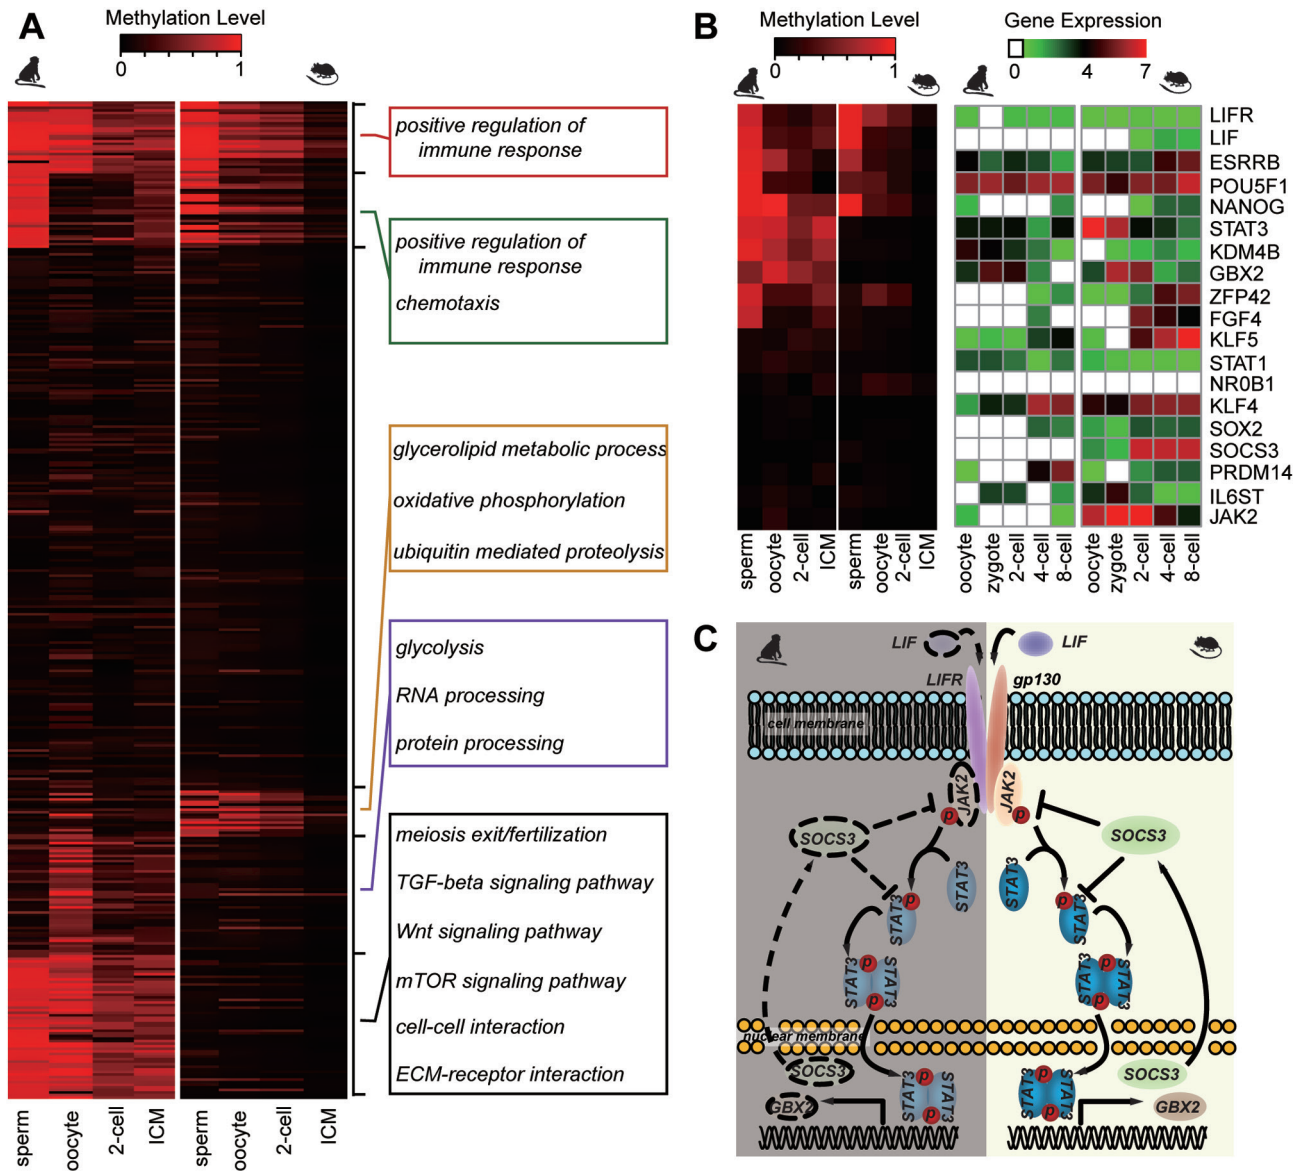 A
Methylation Level
0 1
positive regulation of
immune response
positive regulation of
immune response
chemotaxis
glycerolipid metabolic process
oxidative phosphorylation
ubiquitin mediated proteolysis
glycolysis
RNA processing
protein processing
meiosis exit/fertilization
TGF-beta signaling pathway
Wnt signaling pathway
mTOR signaling pathway
cell-cell interaction
ECM-receptor interaction
sperm oocyte 2-cell ICM sperm oocyte 2-cell ICM
B
Methylation Level
0 1
Gene Expression
0 4 7
LIFR
LIF
ESRRB
POU5F1
NANOG
STAT3
KDM4B
GBX2
ZFP42
FGF4
KLF5
STAT1
NR0B1
KLF4
SOX2
SOCS3
PRDM14
IL6ST
JAK2
sperm oocyte 2-cell ICM sperm oocyte 2-cell ICM
oocyte zygote 2-cell 4-cell 8-cell oocyte zygote 2-cell 4-cell 8-cell
C
LIF LIF
LIFR gp130
cell membrane
JAK2 JAK2
p p
SOCS3 SOCS3
STAT3 STAT3
p p
STAT3 STAT3
p p
STAT3 STAT3 STAT3 STAT3
p p
nuclear membrane
SOCS3 SOCS3
p p
STAT3 STAT3 STAT3 STAT3
p p
GBX2 GBX2